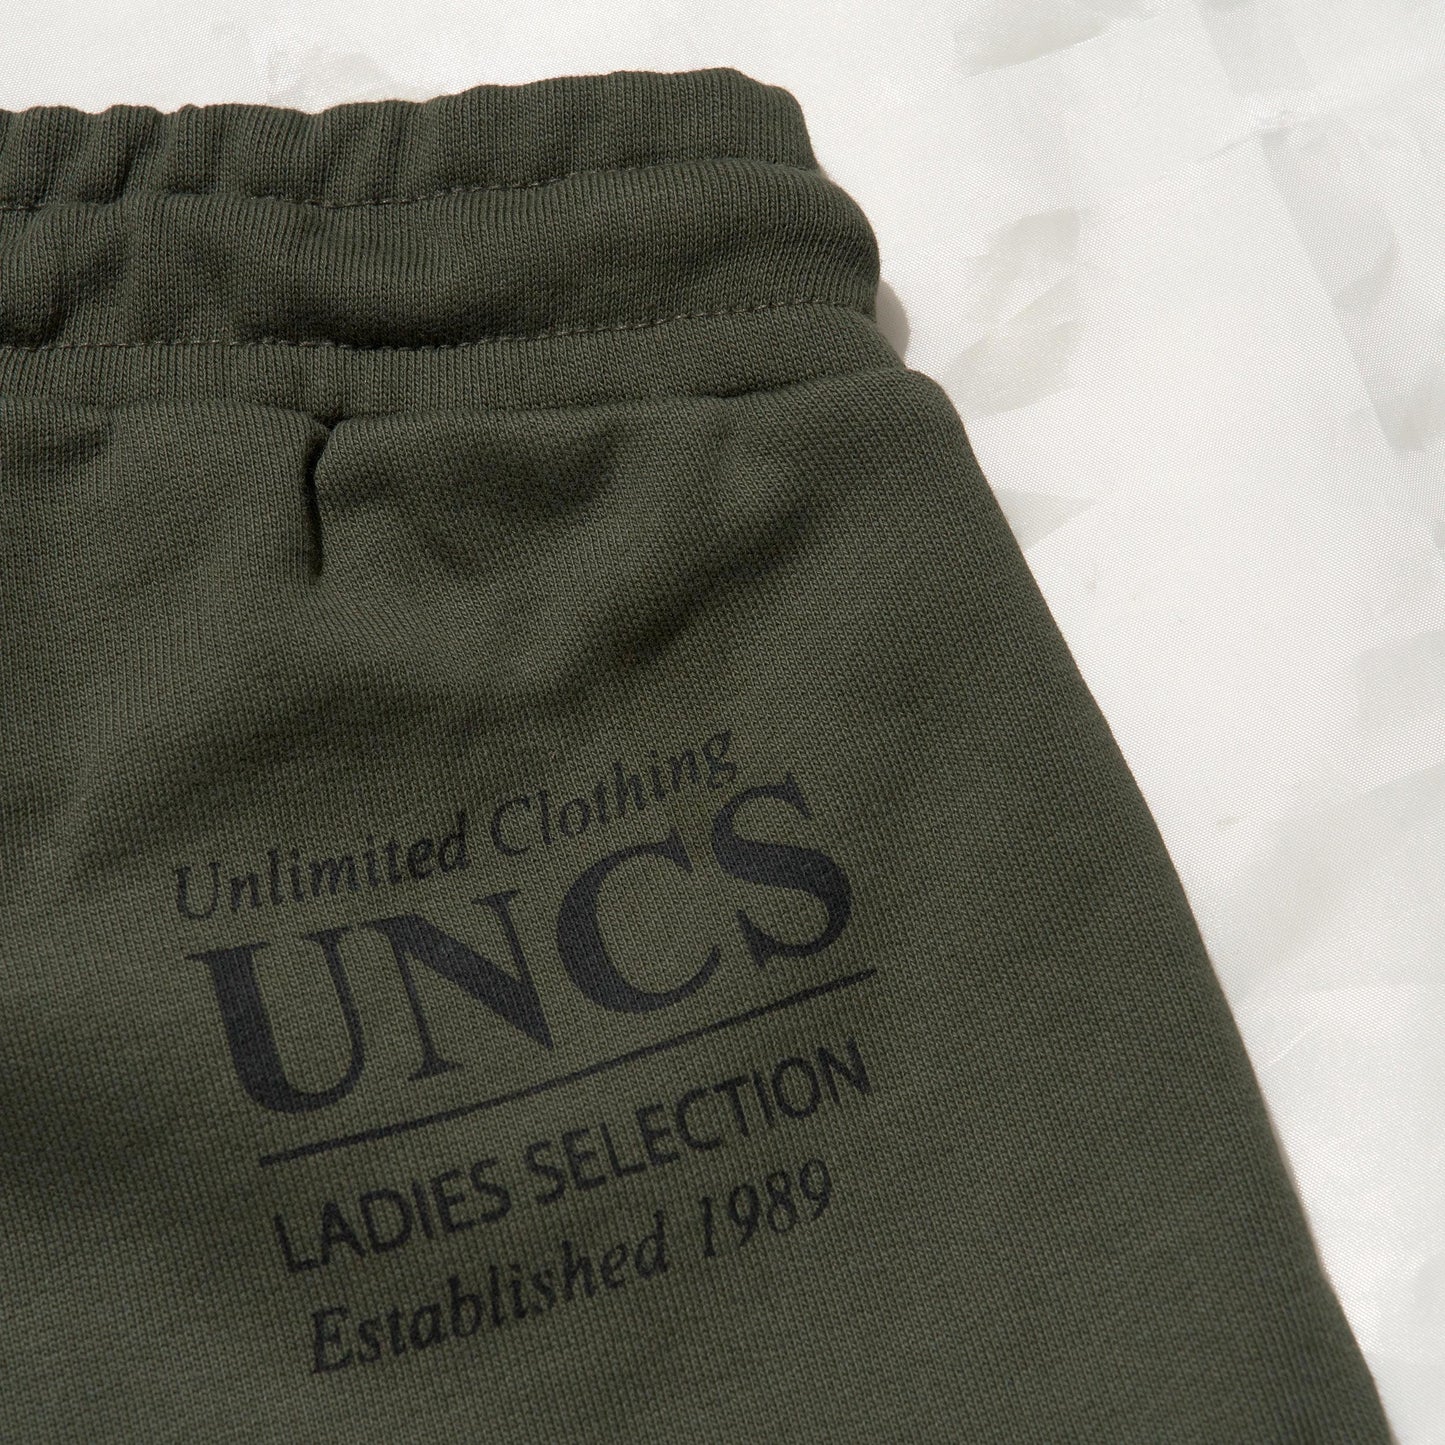 Unlimited Clothing
UNCS
LADIES SELECTION
Established 1989